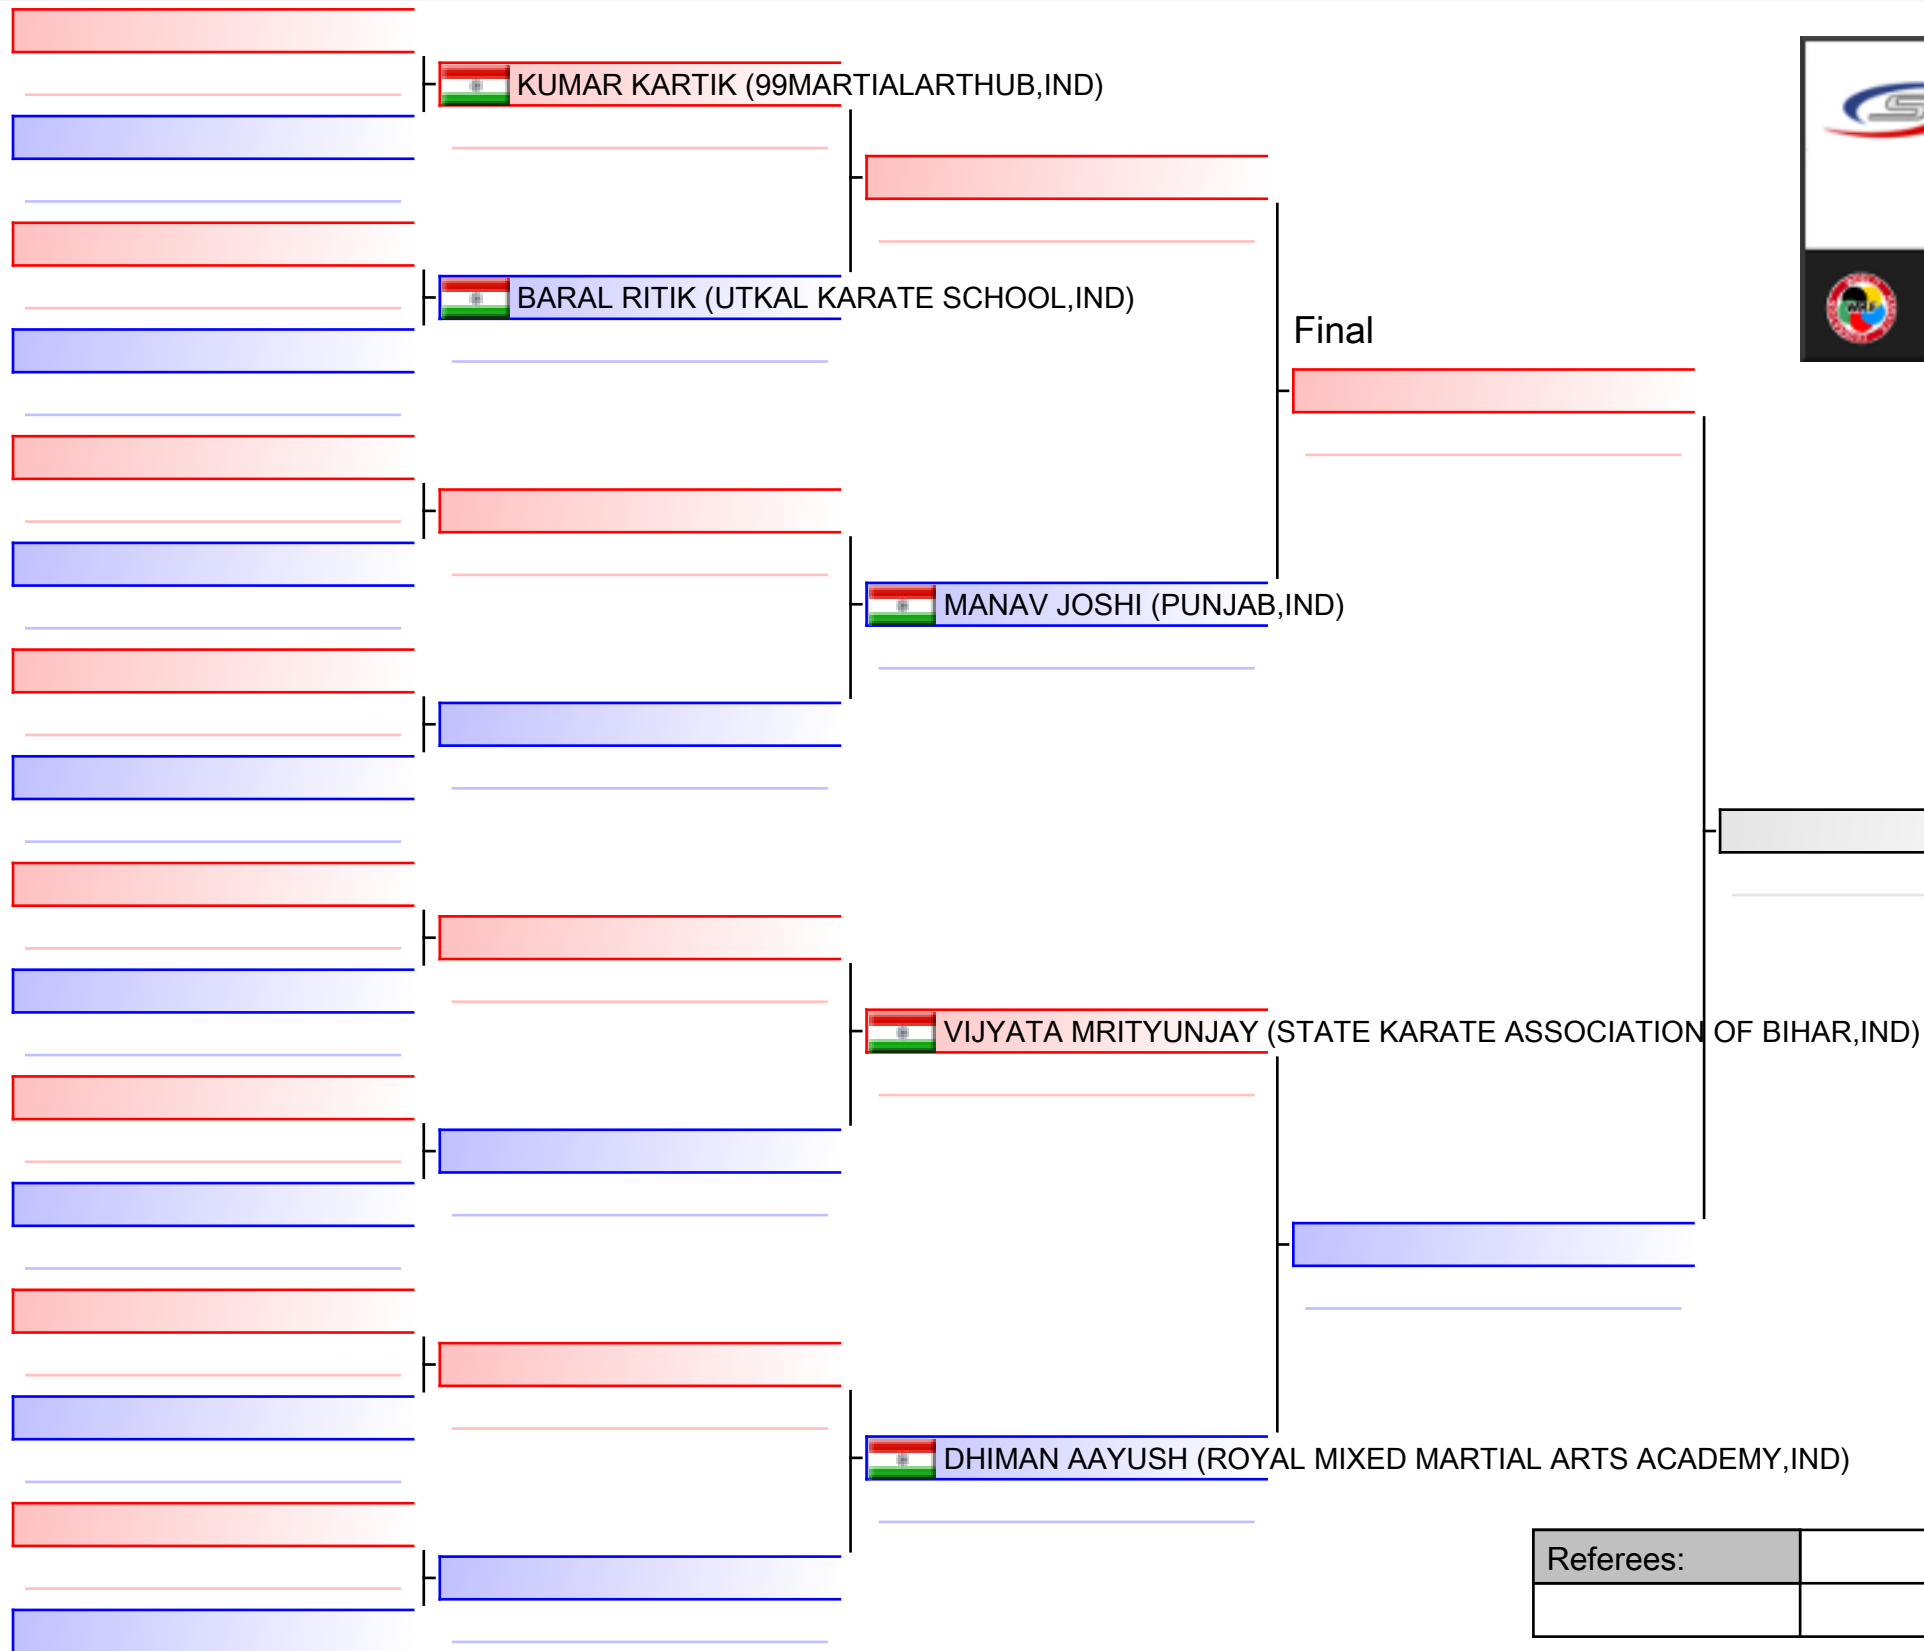 KUMAR KARTIK (99MARTIALARTHUB,IND)
BARAL RITIK (UTKAL KARATE SCHOOL,IND)
Final
MANAV JOSHI (PUNJAB,IND)
VIJYATA MRITYUNJAY (STATE KARATE ASSOCIATION OF BIHAR,IND)
DHIMAN AAYUSH (ROYAL MIXED MARTIAL ARTS ACADEMY,IND)
Referees: